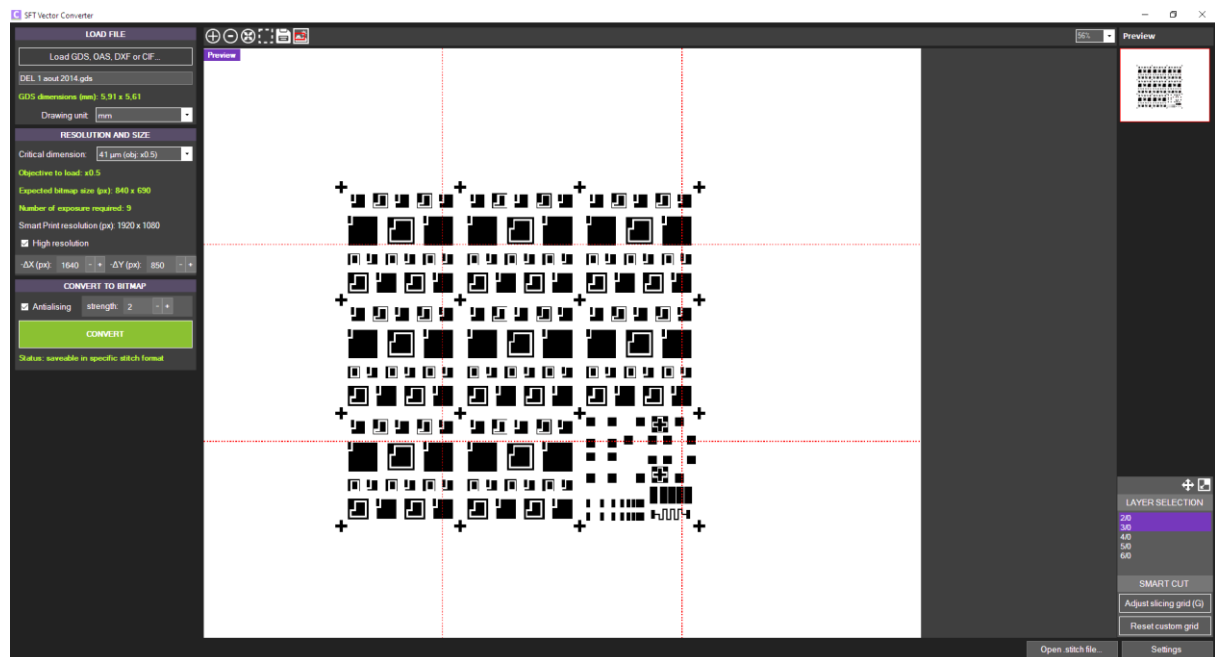 SFT Vector Converter
LOAD FILE
Load GDS, OAS, DXF or CIF...
DEL 1 aout 2014.gds
GDS dimensions (mm): 5,91 x 5,61
Drawing unit: mm
RESOLUTION AND SIZE
Critical dimension: 41 µm (obj: x0.5)
Objective to load: x0.5
Expected bitmap size (px): 840 x 690
Number of exposure required: 9
Smart Print resolution (px): 1920 x 1080
High resolution
-ΔX (px): 1640 - + -ΔY (px): 850 - +
CONVERT TO BITMAP
Antialising strength: 2 - +
CONVERT
Status: saveable in specific stitch format
Preview
56%
Preview
LAYER SELECTION
2/0
3/0
4/0
5/0
6/0
SMART CUT
Adjust slicing grid (G)
Reset custom grid
Open .stitch file...
Settings